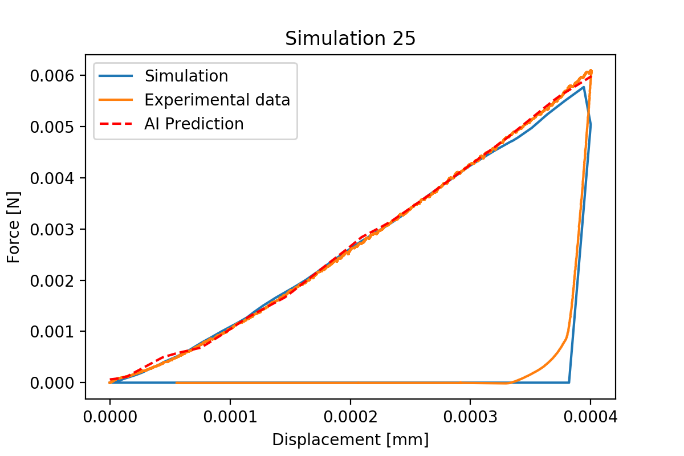 Simulation 25
Simulation
Experimental data
AI Prediction
0.006
0.005
0.004
0.003
0.002
0.001
0.000
Force [N]
0.0000 0.0001 0.0002 0.0003 0.0004
Displacement [mm]